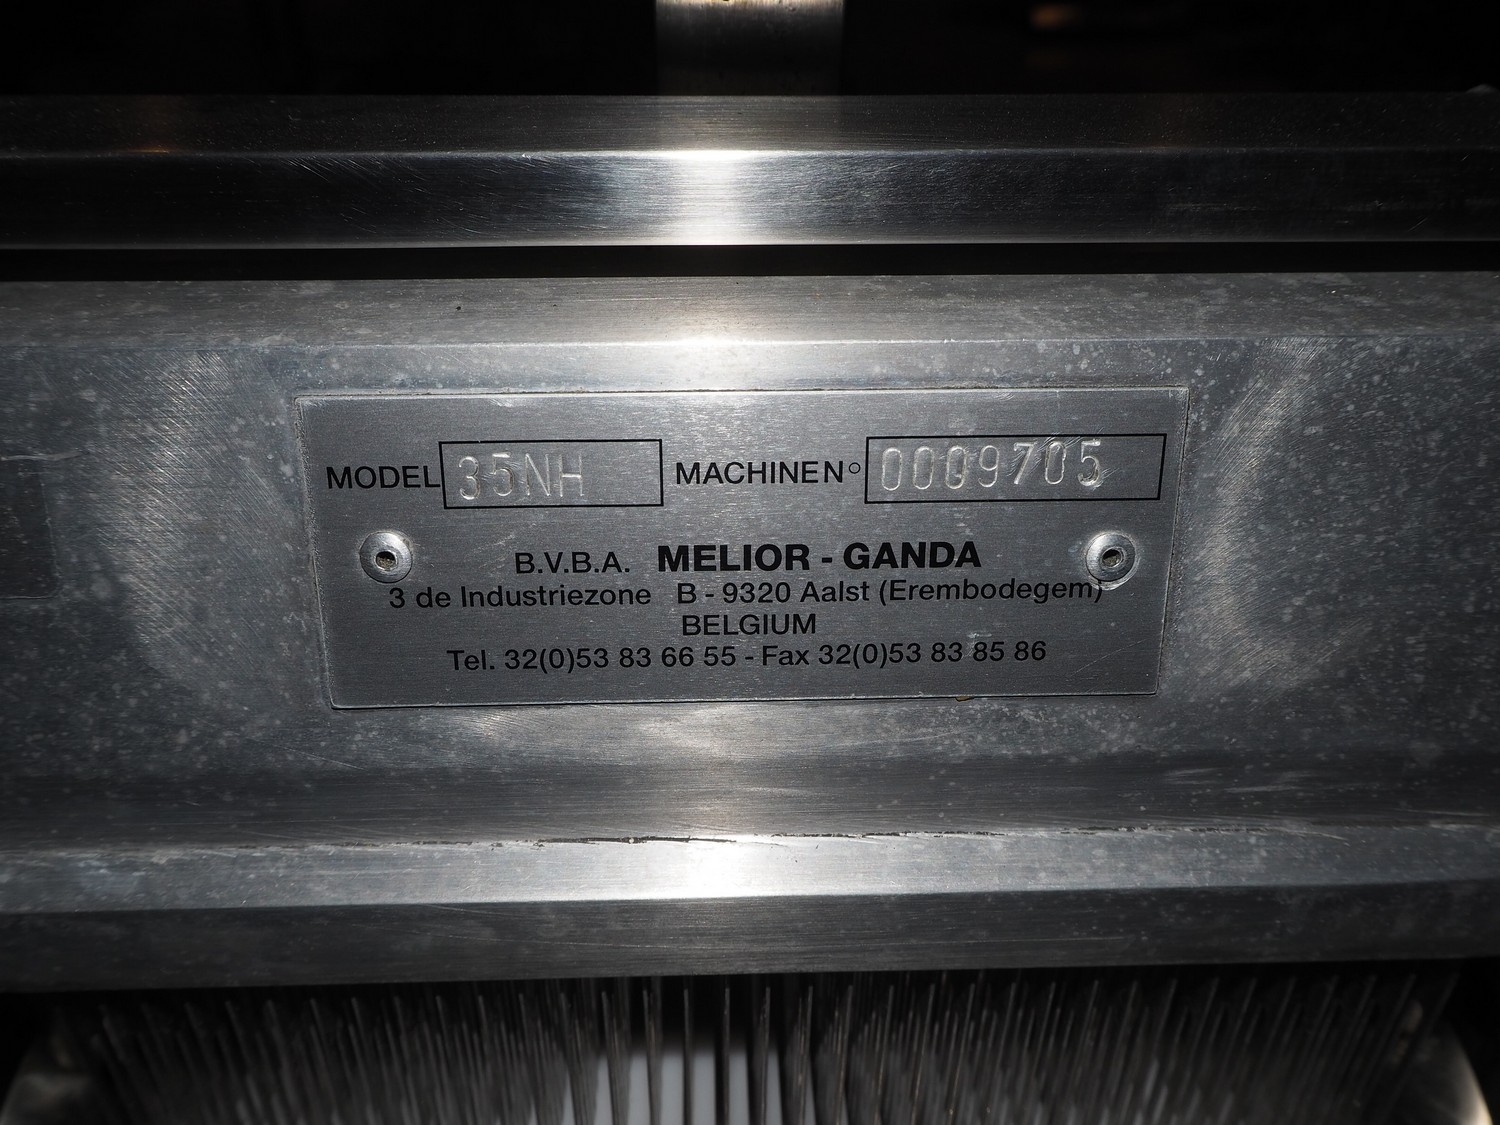 MODEL 35NH MACHINE N° 0009705
B.V.B.A. MELIOR - GANDA
3 de Industriezone B - 9320 Aalst (Erembodegem)
BELGIUM
Tel. 32(0)53 83 66 55 - Fax 32(0)53 83 85 86